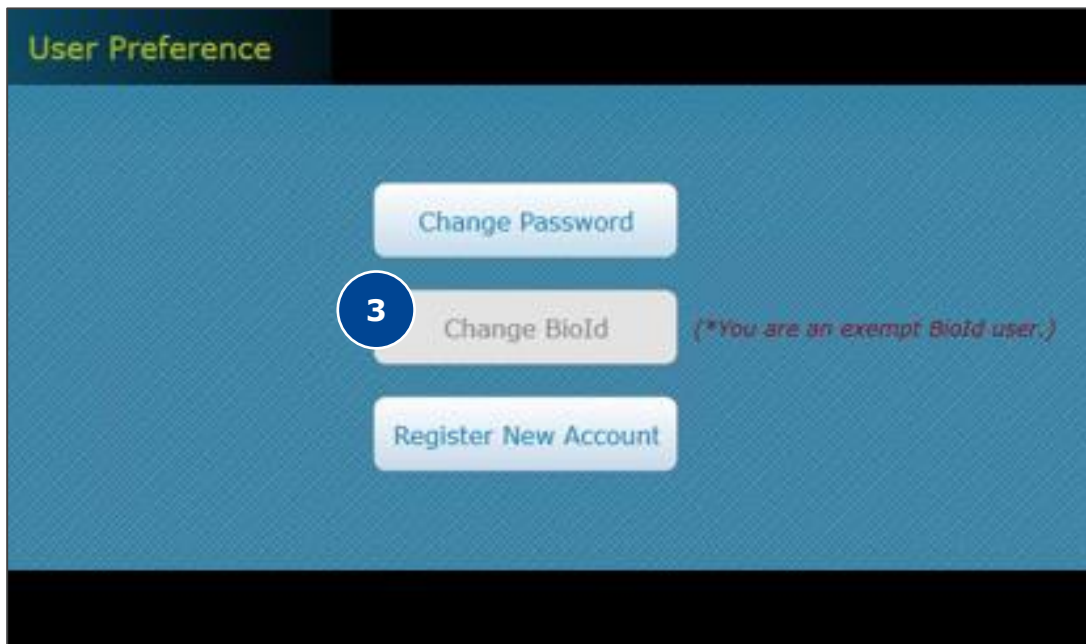 User Preference
Change Password
3
Change BioId
(*You are an exempt BioId user.)
Register New Account